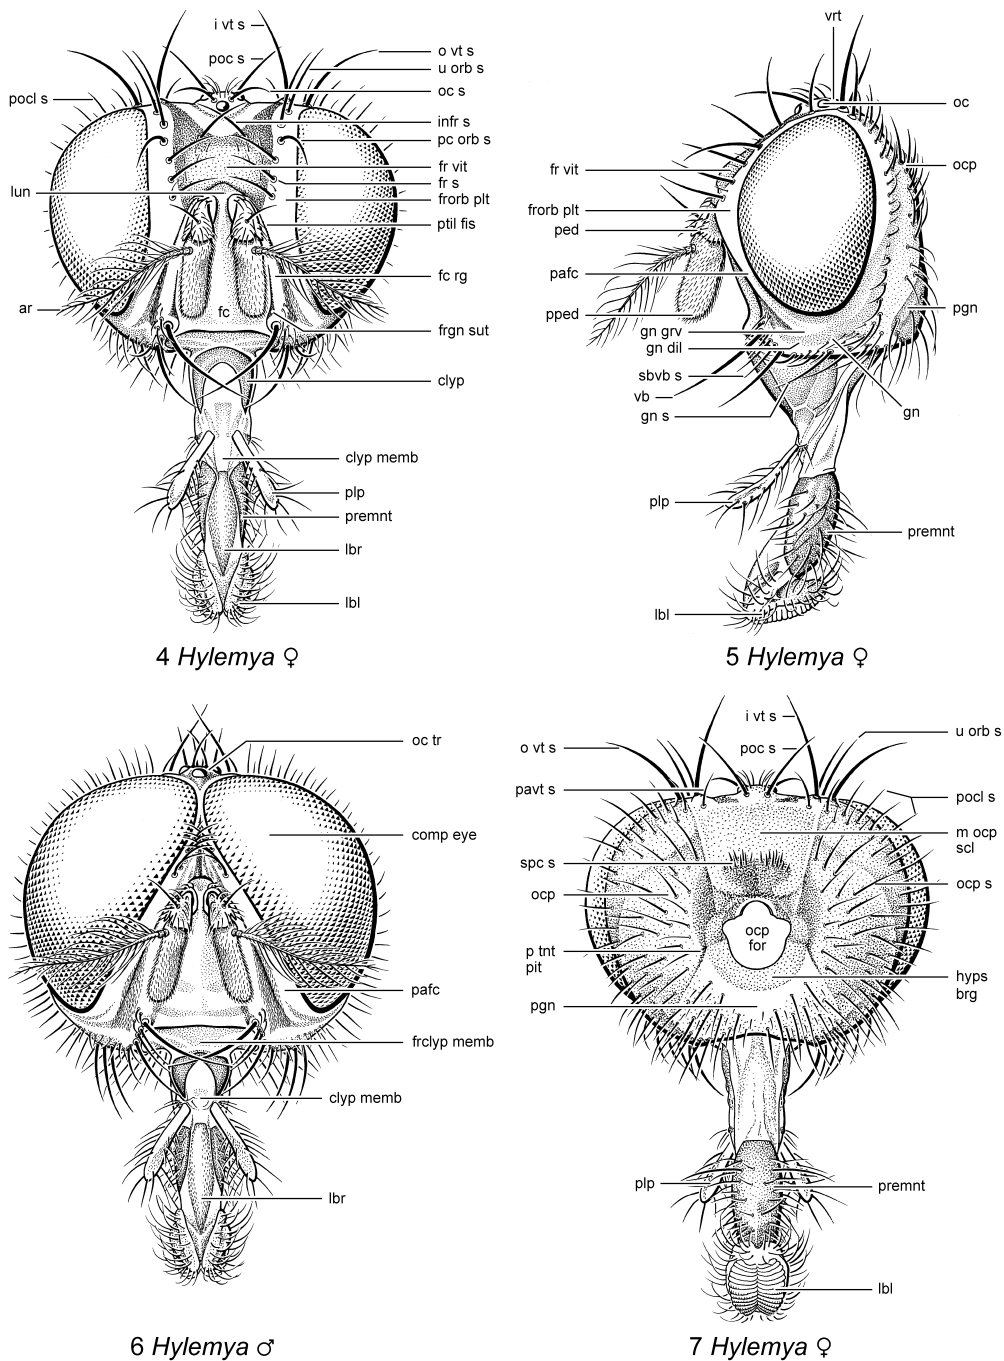 i vt s
o vt s
poc s
u orb s
oc s
pocl s
infr s
pc orb s
fr vit
fr s
lun
frorb plt
ptil fis
fc rg
ar
fc
frgn sut
clyp
clyp memb
plp
premnt
lbr
lbl
4 Hylemya ♀
vrt
oc
ocp
fr vit
frorb plt
ped
pafc
pped
pgn
gn grv
gn dil
sbvb s
vb
gn s
gn
plp
premnt
lbl
5 Hylemya ♀
oc tr
comp eye
pafc
frclyp memb
clyp memb
lbr
6 Hylemya ♂
i vt s
u orb s
o vt s
poc s
pavt s
pocl s
m ocp
scl
spc s
ocp s
ocp
ocp
for
p tnt
pit
hyps
brg
pgn
plp
premnt
lbl
7 Hylemya ♀